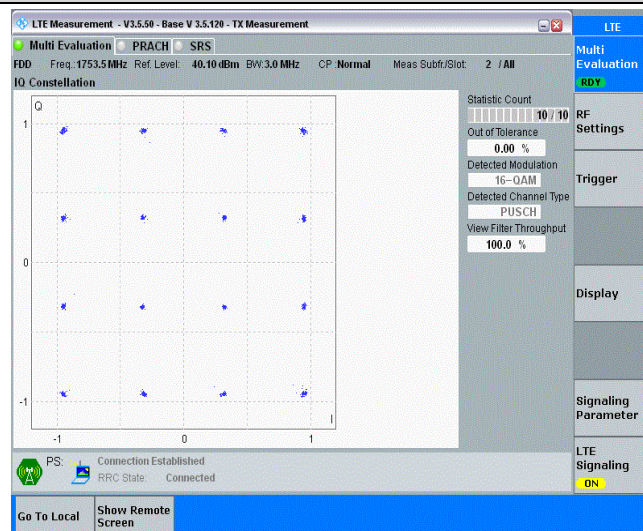 LTE Measurement - V3.5.50 - Base V 3.5.120 - TX Measurement
LTE
Multi Evaluation PRACH SRS
Multi
Evaluation
RDY
FDD Freq.:1753.5 MHz Ref. Level: 40.10 dBm BW:3.0 MHz CP :Normal Meas Subfr./Slot: 2 / All
IQ Constellation
Q
1
0
-1
I
-1 0 1
Statistic Count
10 / 10
Out of Tolerance
0.00 %
Detected Modulation
16-QAM
Detected Channel Type
PUSCH
View Filter Throughput
100.0 %
RF
Settings
Trigger
Display
Signaling
Parameter
LTE
Signaling
ON
PS: Connection Established
RRC State: Connected
Go To Local
Show Remote
Screen